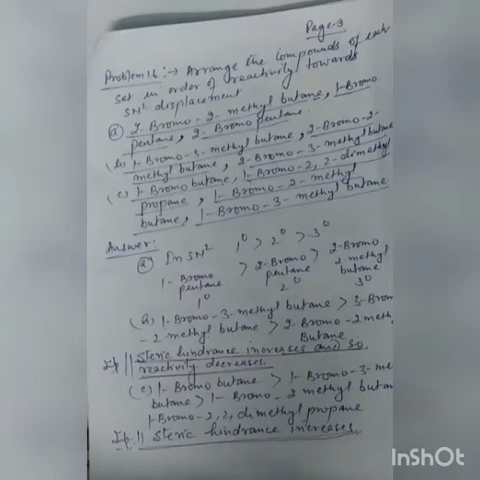 Page-3
Problem 16 :→ Arrange the compounds of each
set in order of reactivity towards
SN² displacement
(a) 2-Bromo-2-methyl butane, 1-Bromo
pentane, 2-Bromo pentane
(b) 1-Bromo-3-methyl butane, 2-Bromo-2-
methyl butane, 2-Bromo-3-methyl butane
(c) 1-Bromo butane, 1-Bromo-2,2-dimethyl
propane, 1-Bromo-2-methyl
butane, 1-Bromo-3-methyl butane
Answer:
(a) In SN² 1° > 2° > 3°
1-Bromo pentane > 2-Bromo pentane > 2-Bromo 2-methyl butane
1° 2° 3°
(b) 1-Bromo-3-methyl butane > 3-Brom
-2 methyl butane > 2-Bromo-2-meth
Butane
Steric hindrance increases and so
reactivity decreases.
(c) 1-Bromo butane > 1-Bromo-3-me
butane > 1-Bromo-2 methyl butan
1-Bromo-2,2, dimethyl propane
Steric hindrance increases.
InShOt